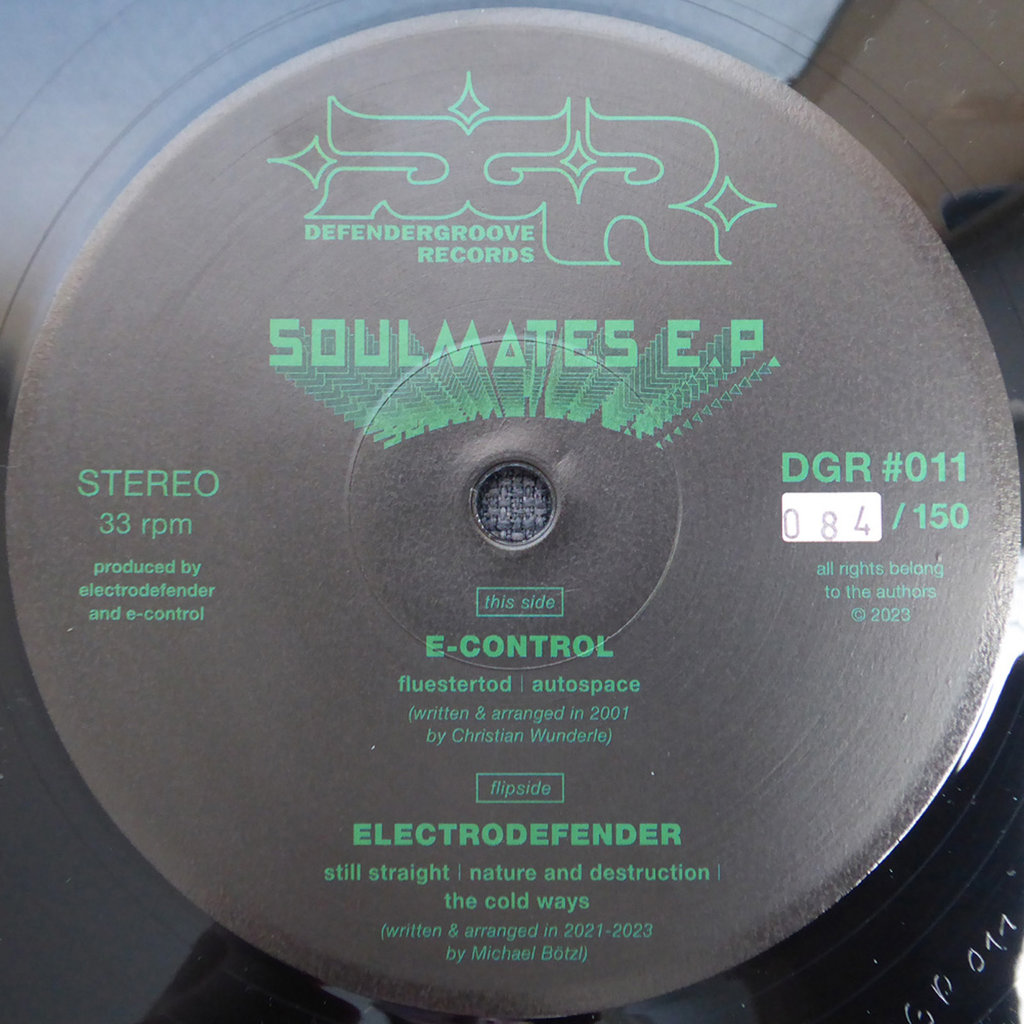 DEFENDERGROOVE
RECORDS
SOULMATES E.P.
STEREO
33 rpm
produced by
electrodefender
and e-control
DGR #011
084 / 150
all rights belong
to the authors
© 2023
this side
E-CONTROL
fluestertod | autospace
(written & arranged in 2001
by Christian Wunderle)
flipside
ELECTRODEFENDER
still straight | nature and destruction |
the cold ways
(written & arranged in 2021-2023
by Michael Bötzl)
011